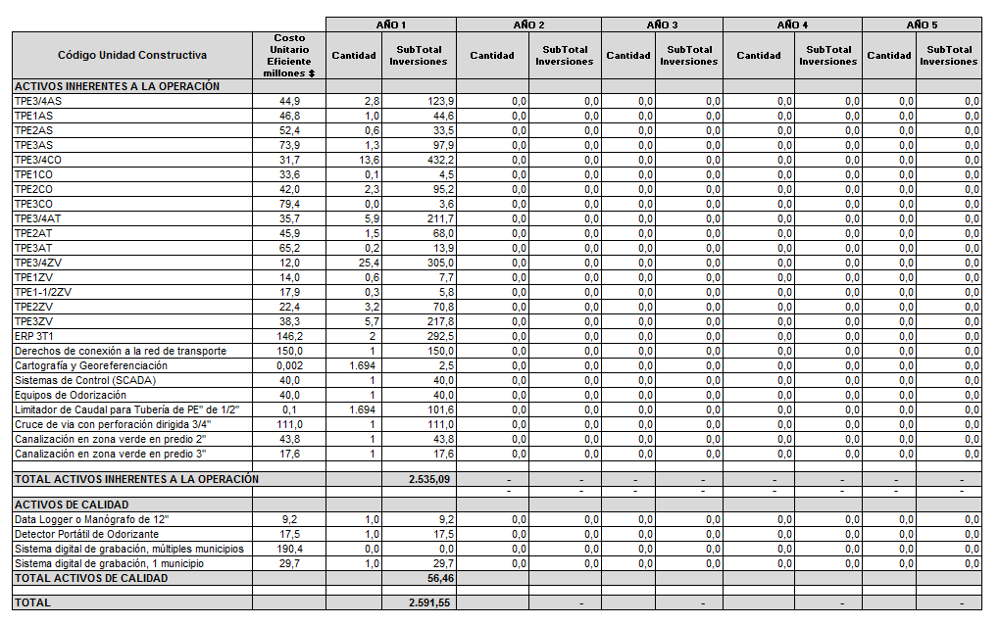 AÑO 1 AÑO 2 AÑO 3 AÑO 4 AÑO 5
Código Unidad Constructiva Costo Unitario Eficiente millones $ Cantidad SubTotal Inversiones Cantidad SubTotal Inversiones Cantidad SubTotal Inversiones Cantidad SubTotal Inversiones Cantidad SubTotal Inversiones
ACTIVOS INHERENTES A LA OPERACIÓN
TPE3/4AS 44,9 2,8 123,9 0,0 0,0 0,0 0,0 0,0 0,0 0,0 0,0
TPE1AS 46,8 1,0 44,6 0,0 0,0 0,0 0,0 0,0 0,0 0,0 0,0
TPE2AS 52,4 0,6 33,5 0,0 0,0 0,0 0,0 0,0 0,0 0,0 0,0
TPE3AS 73,9 1,3 97,9 0,0 0,0 0,0 0,0 0,0 0,0 0,0 0,0
TPE3/4CO 31,7 13,6 432,2 0,0 0,0 0,0 0,0 0,0 0,0 0,0 0,0
TPE1CO 33,6 0,1 4,5 0,0 0,0 0,0 0,0 0,0 0,0 0,0 0,0
TPE2CO 42,0 2,3 95,2 0,0 0,0 0,0 0,0 0,0 0,0 0,0 0,0
TPE3CO 79,4 0,0 3,6 0,0 0,0 0,0 0,0 0,0 0,0 0,0 0,0
TPE3/4AT 35,7 5,9 211,7 0,0 0,0 0,0 0,0 0,0 0,0 0,0 0,0
TPE2AT 45,9 1,5 68,0 0,0 0,0 0,0 0,0 0,0 0,0 0,0 0,0
TPE3AT 65,2 0,2 13,9 0,0 0,0 0,0 0,0 0,0 0,0 0,0 0,0
TPE3/4ZV 12,0 25,4 305,0 0,0 0,0 0,0 0,0 0,0 0,0 0,0 0,0
TPE1ZV 14,0 0,6 7,7 0,0 0,0 0,0 0,0 0,0 0,0 0,0 0,0
TPE1-1/2ZV 17,9 0,3 5,8 0,0 0,0 0,0 0,0 0,0 0,0 0,0 0,0
TPE2ZV 22,4 3,2 70,8 0,0 0,0 0,0 0,0 0,0 0,0 0,0 0,0
TPE3ZV 38,3 5,7 217,8 0,0 0,0 0,0 0,0 0,0 0,0 0,0 0,0
ERP 3T1 146,2 2 292,5 0,0 0,0 0,0 0,0 0,0 0,0 0,0 0,0
Derechos de conexión a la red de transporte 150,0 1 150,0 0,0 0,0 0,0 0,0 0,0 0,0 0,0 0,0
Cartografía y Georeferenciación 0,002 1.694 2,5 0,0 0,0 0,0 0,0 0,0 0,0 0,0 0,0
Sistemas de Control (SCADA) 40,0 1 40,0 0,0 0,0 0,0 0,0 0,0 0,0 0,0 0,0
Equipos de Odorización 40,0 1 40,0 0,0 0,0 0,0 0,0 0,0 0,0 0,0 0,0
Limitador de Caudal para Tubería de PE" de 1/2" 0,1 1.694 101,6 0,0 0,0 0,0 0,0 0,0 0,0 0,0 0,0
Cruce de via con perforación dirigida 3/4" 111,0 1 111,0 0,0 0,0 0,0 0,0 0,0 0,0 0,0 0,0
Canalización en zona verde en predio 2" 43,8 1 43,8 0,0 0,0 0,0 0,0 0,0 0,0 0,0 0,0
Canalización en zona verde en predio 3" 17,6 1 17,6 0,0 0,0 0,0 0,0 0,0 0,0 0,0 0,0
TOTAL ACTIVOS INHERENTES A LA OPERACIÓN 2.535,09 - - - - - - - -
- - - - - - - -
ACTIVOS DE CALIDAD
Data Logger o Manógrafo de 12" 9,2 1,0 9,2 0,0 0,0 0,0 0,0 0,0 0,0 0,0 0,0
Detector Portátil de Odorizante 17,5 1,0 17,5 0,0 0,0 0,0 0,0 0,0 0,0 0,0 0,0
Sistema digital de grabación, múltiples municipios 190,4 0,0 0,0 0,0 0,0 0,0 0,0 0,0 0,0 0,0 0,0
Sistema digital de grabación, 1 municipio 29,7 1,0 29,7 0,0 0,0 0,0 0,0 0,0 0,0 0,0 0,0
TOTAL ACTIVOS DE CALIDAD 56,46
TOTAL 2.591,55 - - - -